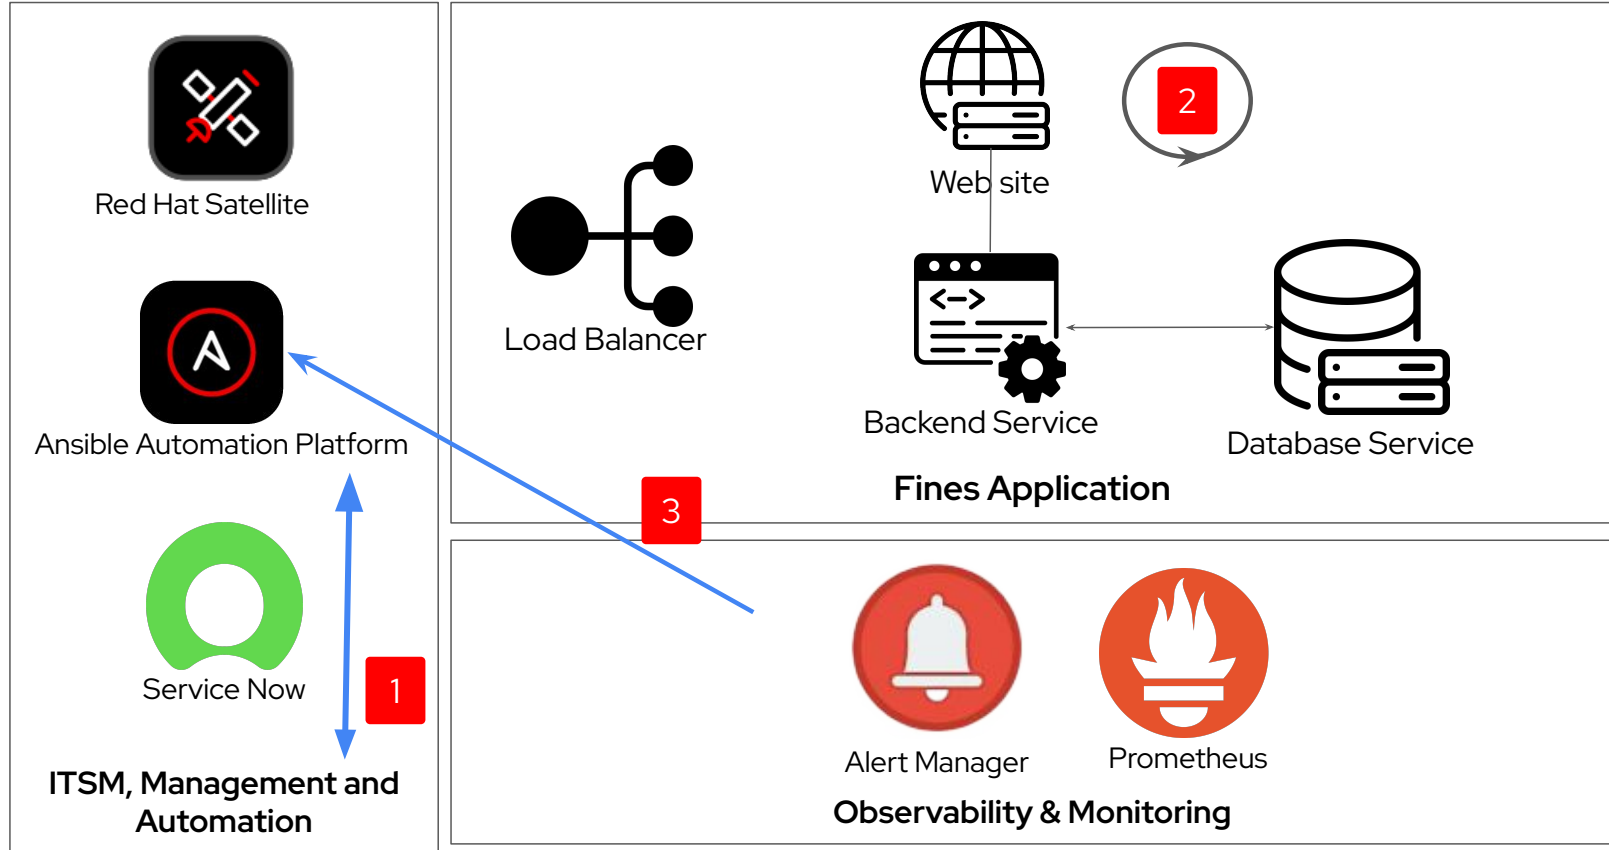 Red Hat Satellite
Ansible Automation Platform
Service Now
1
ITSM, Management and
Automation
Web site
2
Load Balancer
Backend Service
Database Service
Fines Application
3
Alert Manager
Prometheus
Observability & Monitoring